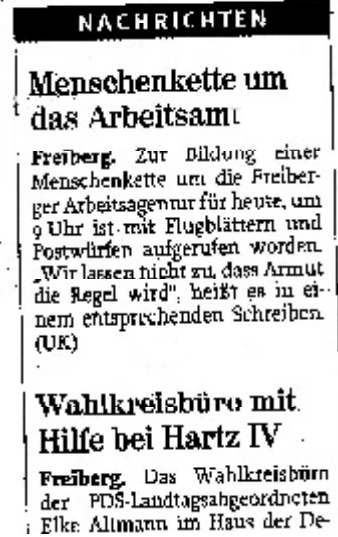 NACHRICHTEN
Menschenkette um
das Arbeitsamt
Freiberg. Zur Bildung einer
Menschenkette um die Freiber-
ger Arbeitsagentur für heute, um
9 Uhr ist mit Flugblättern und
Postwürfen aufgerufen worden.
„Wir lassen nicht zu, dass Armut
die Regel wird", heißt es in ei-
nem entsprechenden Schreiben.
(UK)
Wahlkreisbüro mit
Hilfe bei Hartz IV
Freiberg. Das Wahlkreisbüro
der PDS-Landtagsabgeordneten
Elke Altmann im Haus der De-